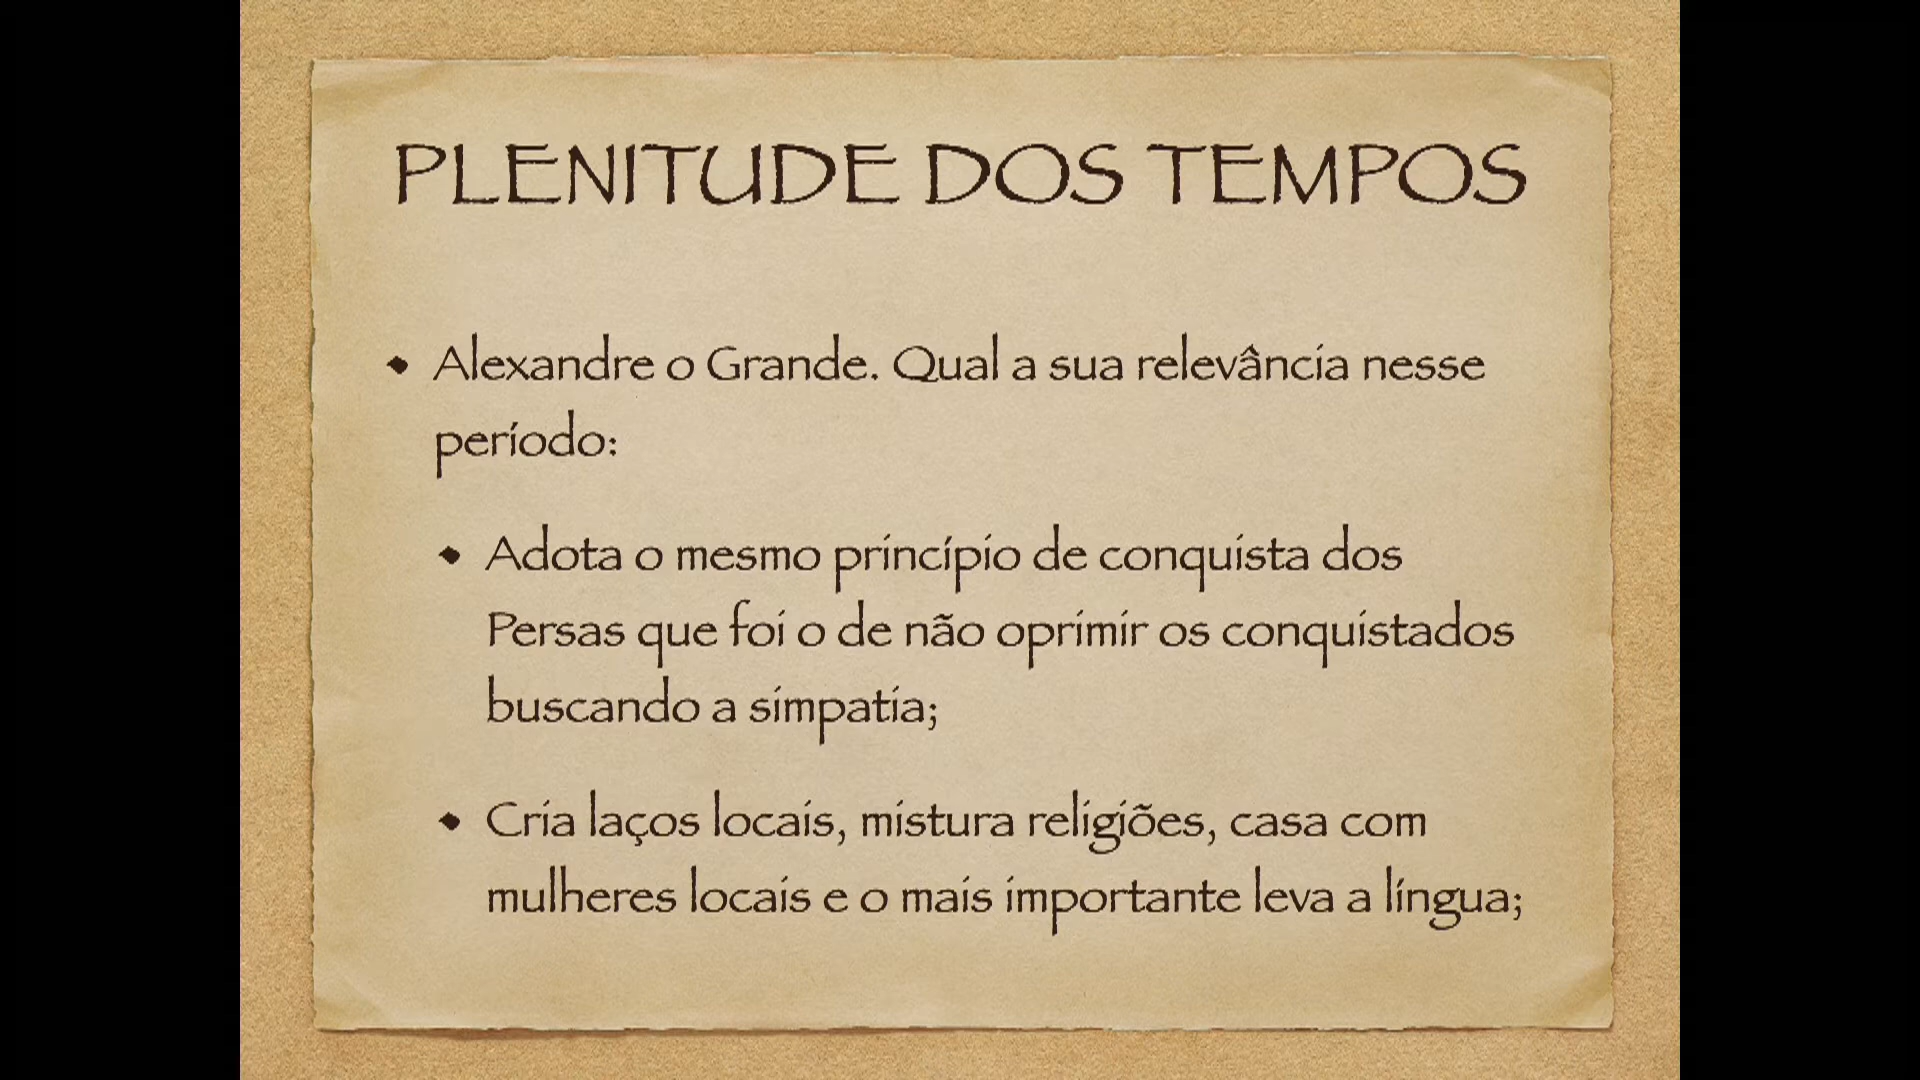 PLENITUDE DOS TEMPOS
• Alexandre o Grande. Qual a sua relevância nesse
período:
• Adota o mesmo princípio de conquista dos
Persas que foi o de não oprimir os conquistados
buscando a simpatia;
• Cria laços locais, mistura religiões, casa com
mulheres locais e o mais importante leva a língua;